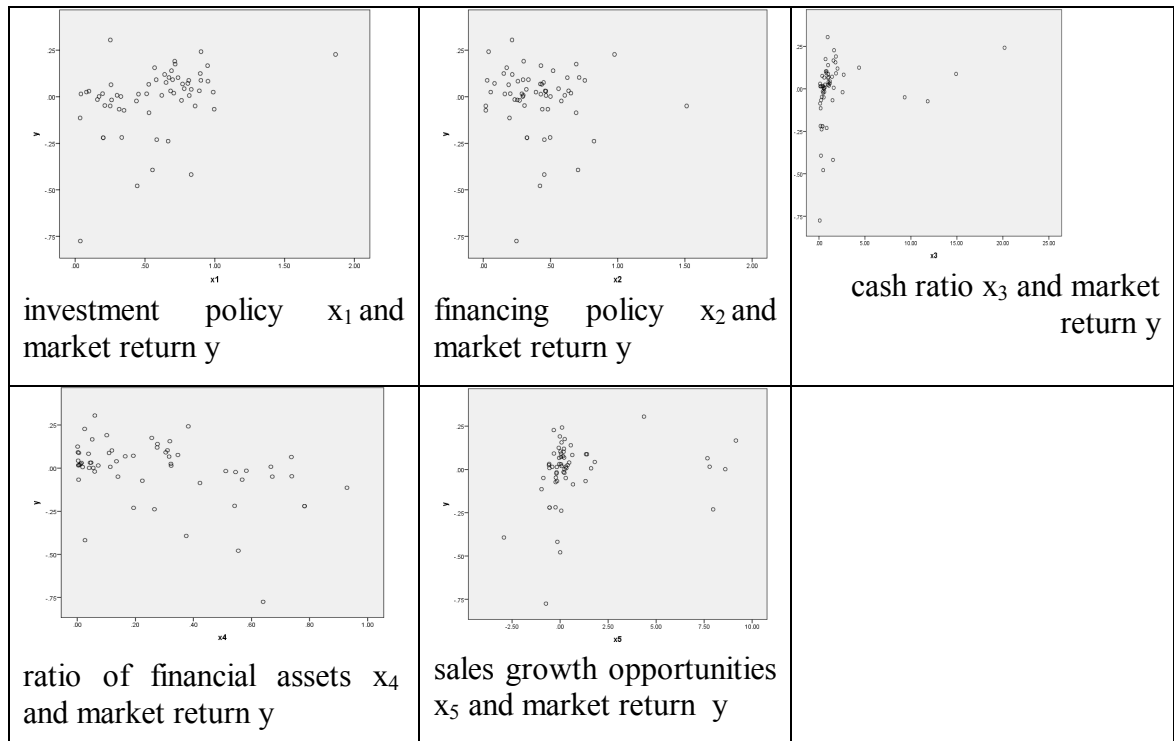 .25
.00
-.25
-.50
-.75
y
.00 .50 1.00 1.50 2.00
x1
investment policy x₁ and
market return y
.25
.00
-.25
-.50
-.75
y
.00 .50 1.00 1.50 2.00
x2
financing policy x₂ and
market return y
.25
.00
-.25
-.50
-.75
y
.00 5.00 10.00 15.00 20.00 25.00
x3
cash ratio x₃ and market
return y
.25
.00
-.25
-.50
-.75
y
.00 .20 .40 .60 .80 1.00
x4
ratio of financial assets x₄
and market return y
.25
.00
-.25
-.50
-.75
y
-2.50 .00 2.50 5.00 7.50 10.00
x5
sales growth opportunities
x₅ and market return y